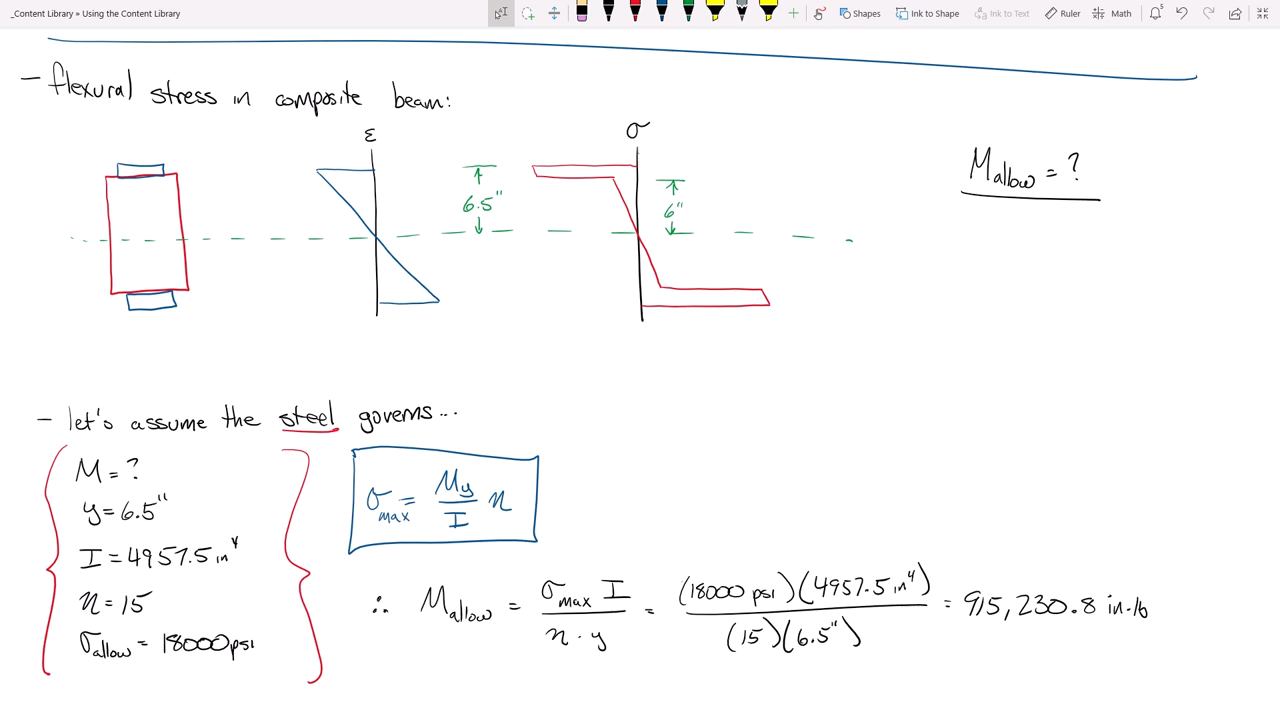 _Content Library » Using the Content Library
Shapes Ink to Shape Ink to Text Ruler Math 5
- flexural stress in composite beam:
ε
σ
6.5"
6"
M_allow = ?
- let's assume the steel governs...
M = ?
y = 6.5"
I = 4957.5 in⁴
n = 15
σ_allow = 18000 psi
σ_max = My/I n
∴ M_allow = σ_max I / n · y = (18000 psi)(4957.5 in⁴) / (15)(6.5") = 915,230.8 in·lb